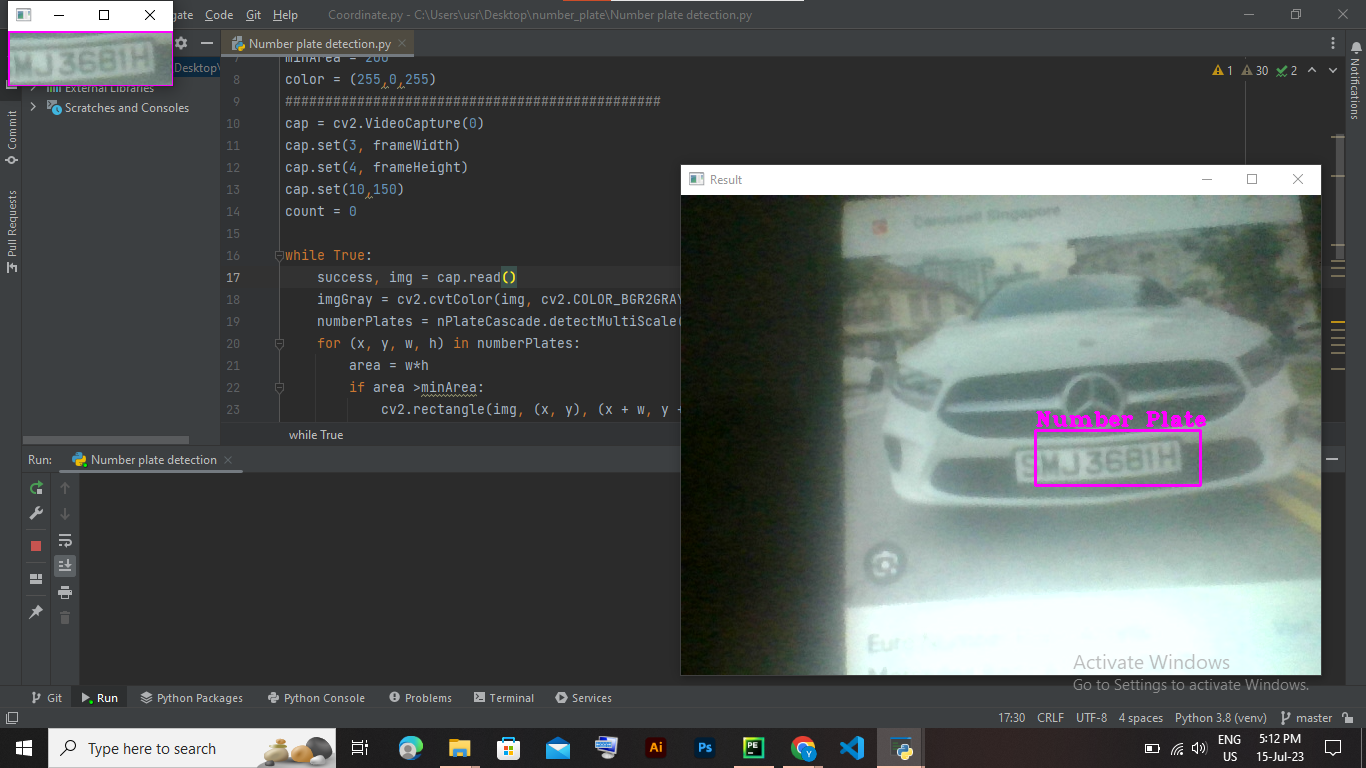 MJ3681H
gate Code Git Help Coordinate.py - C:\Users\usr\Desktop\number_plate\Number plate detection.py
Desktop\
Number plate detection.py
External Libraries
Scratches and Consoles
Commit
Pull Requests
Notifications
1 30 2
7 minArea = 200
8 color = (255,0,255)
9 ###############################################
10 cap = cv2.VideoCapture(0)
11 cap.set(3, frameWidth)
12 cap.set(4, frameHeight)
13 cap.set(10,150)
14 count = 0
15
16 while True:
17 success, img = cap.read()
18 imgGray = cv2.cvtColor(img, cv2.COLOR_BGR2GRAY
19 numberPlates = nPlateCascade.detectMultiScale(
20 for (x, y, w, h) in numberPlates:
21 area = w*h
22 if area >minArea:
23 cv2.rectangle(img, (x, y), (x + w, y +
while True
Result
Carousell Singapore
Number Plate
SMJ3681H
Run: Number plate detection
Activate Windows
Go to Settings to activate Windows.
Git Run Python Packages Python Console Problems Terminal Services
17:30 CRLF UTF-8 4 spaces Python 3.8 (venv) master
Type here to search
ENG
US
5:12 PM
15-Jul-23